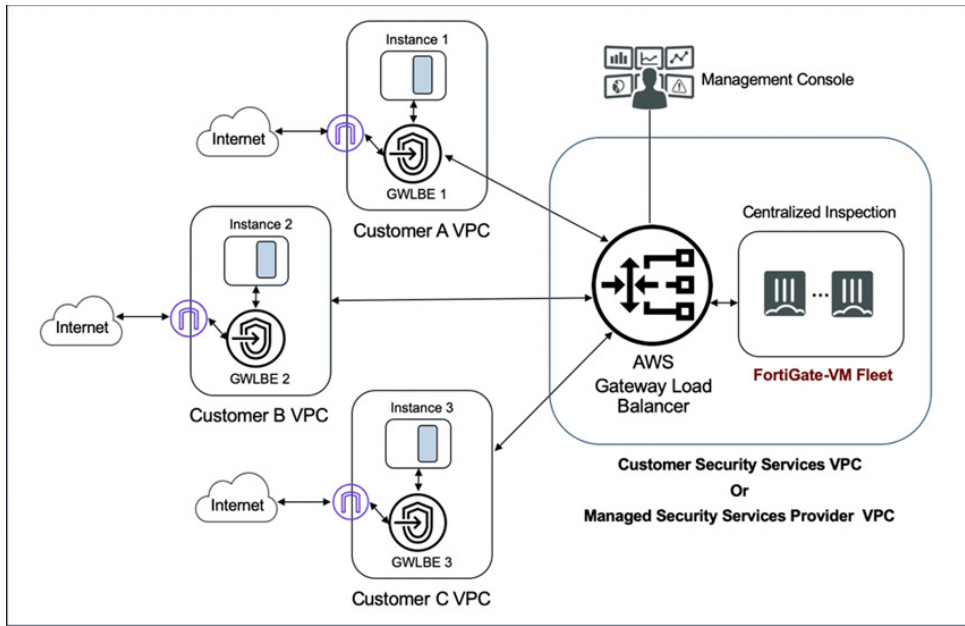 Instance 1
Internet
GWLBE 1
Customer A VPC
Management Console
Instance 2
Internet
GWLBE 2
Customer B VPC
Centralized Inspection
...
FortiGate-VM Fleet
AWS
Gateway Load
Balancer
Instance 3
Internet
GWLBE 3
Customer C VPC
Customer Security Services VPC
Or
Managed Security Services Provider VPC